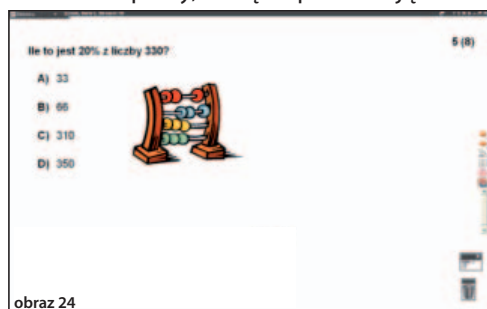 Ile to jest 20% z liczby 330?
5 (8)
A) 33
B) 66
C) 310
D) 350
obraz 24